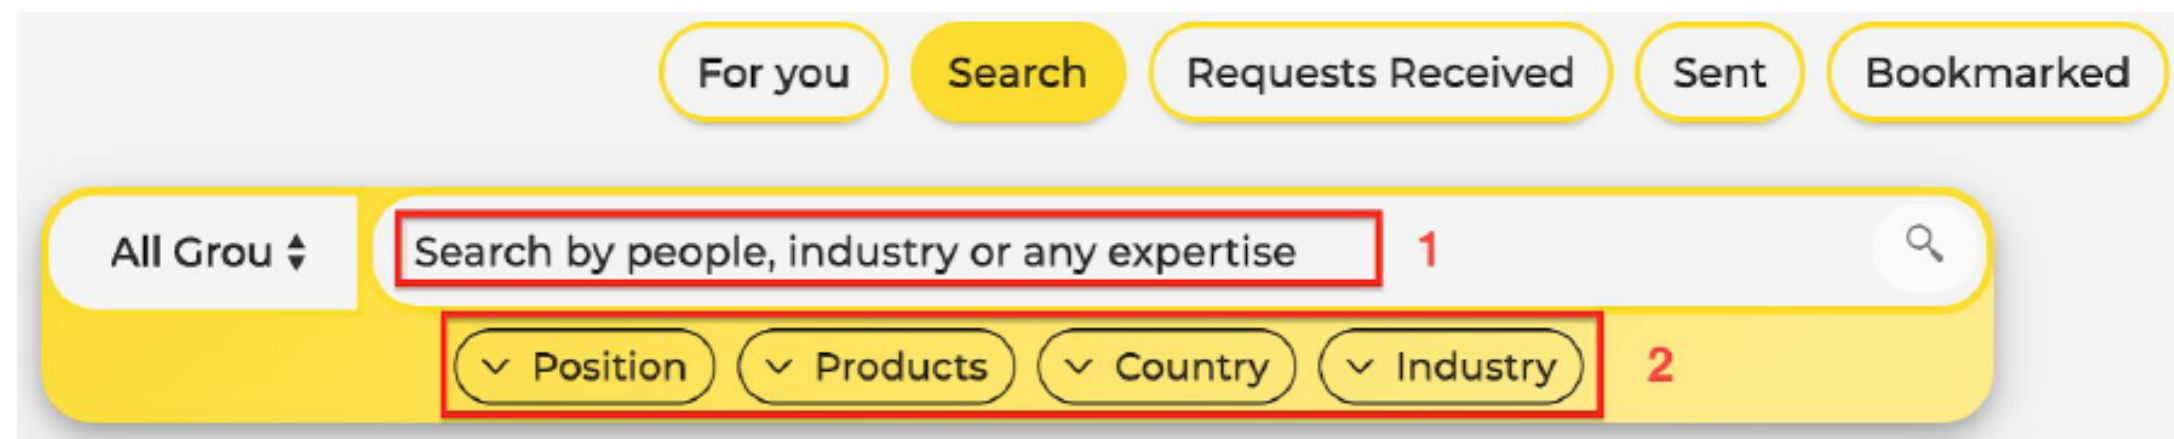 For you Search Requests Received Sent Bookmarked
All Grou Search by people, industry or any expertise 1
Position Products Country Industry 2